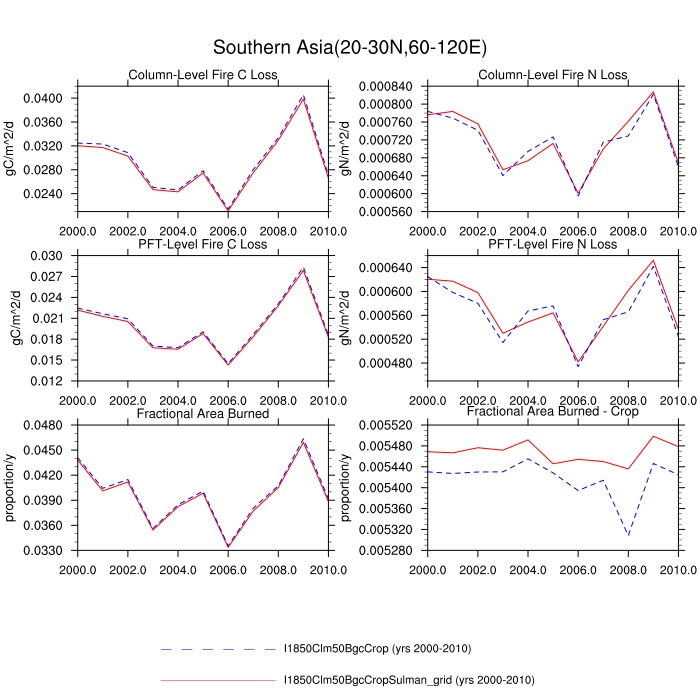 Southern Asia(20-30N,60-120E)
Column-Level Fire C Loss
gC/m^2/d
0.0400
0.0360
0.0320
0.0280
0.0240
2000.0 2002.0 2004.0 2006.0 2008.0 2010.0
Column-Level Fire N Loss
gN/m^2/d
0.000840
0.000800
0.000760
0.000720
0.000680
0.000640
0.000600
0.000560
2000.0 2002.0 2004.0 2006.0 2008.0 2010.0
PFT-Level Fire C Loss
gC/m^2/d
0.030
0.027
0.024
0.021
0.018
0.015
0.012
2000.0 2002.0 2004.0 2006.0 2008.0 2010.0
PFT-Level Fire N Loss
gN/m^2/d
0.000640
0.000600
0.000560
0.000520
0.000480
2000.0 2002.0 2004.0 2006.0 2008.0 2010.0
Fractional Area Burned
proportion/y
0.0480
0.0450
0.0420
0.0390
0.0360
0.0330
2000.0 2002.0 2004.0 2006.0 2008.0 2010.0
Fractional Area Burned - Crop
proportion/y
0.005520
0.005480
0.005440
0.005400
0.005360
0.005320
0.005280
2000.0 2002.0 2004.0 2006.0 2008.0 2010.0
I1850Clm50BgcCrop (yrs 2000-2010)
I1850Clm50BgcCropSulman_grid (yrs 2000-2010)